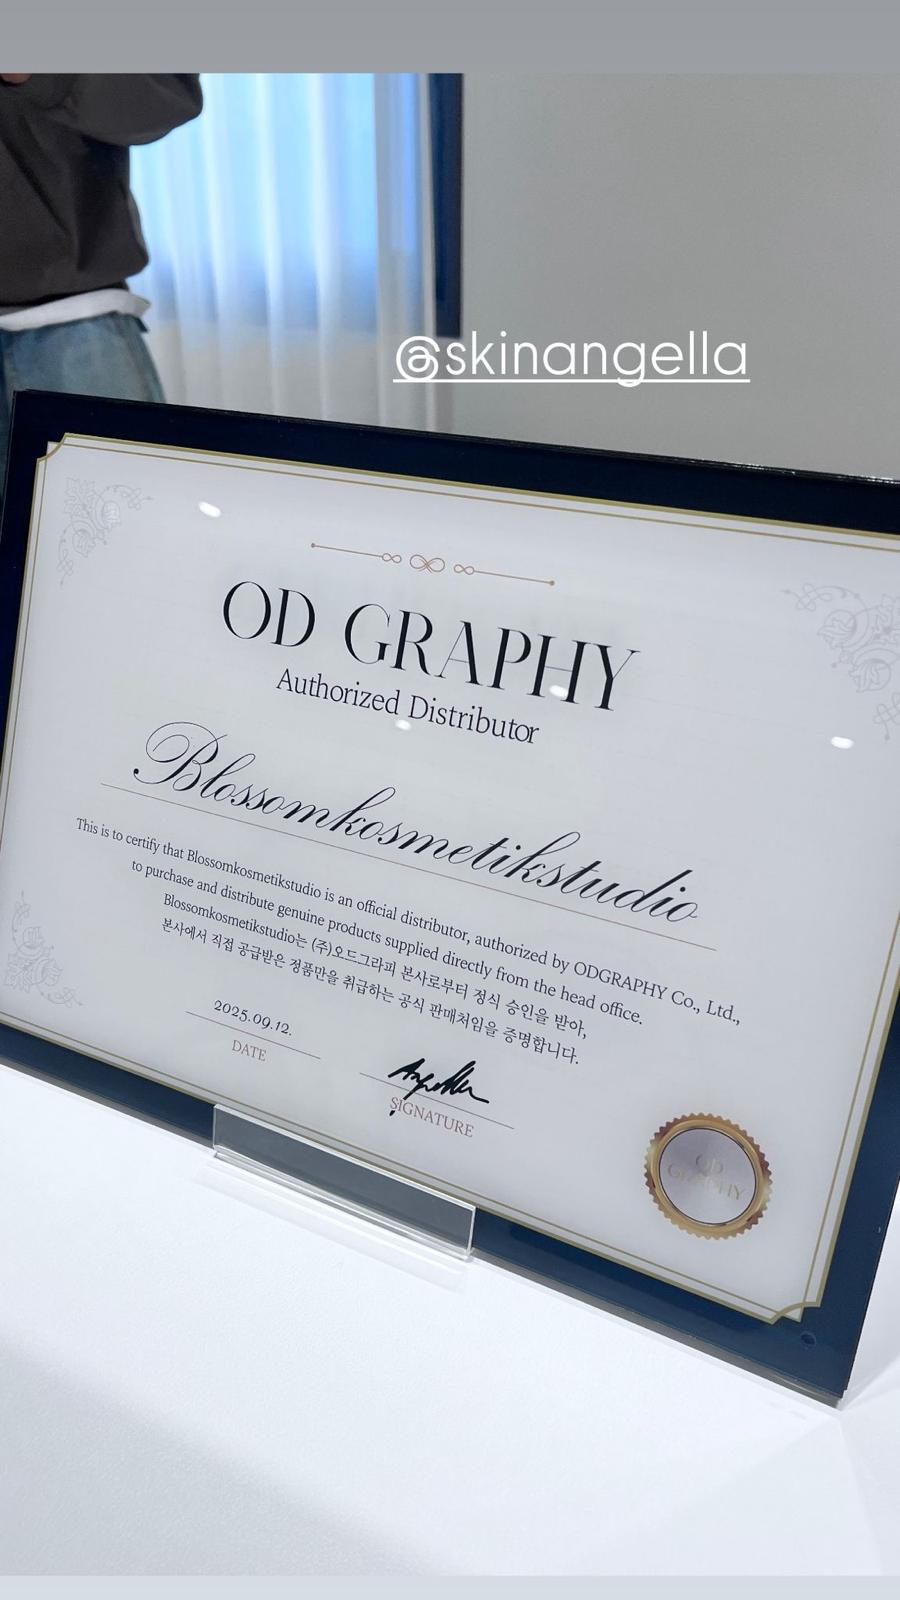 @skinangella
OD GRAPHY
Authorized Distributor
Blossomkosmetikstudio
This is to certify that Blossomkosmetikstudio is an official distributor, authorized by ODGRAPHY Co., Ltd.,
to purchase and distribute genuine products supplied directly from the head office.
Blossomkosmetikstudio는 (주)오드그라피 본사로부터 정식 승인을 받아,
본사에서 직접 공급받은 정품만을 취급하는 공식 판매처임을 증명합니다.
2025.09.12.
DATE
SIGNATURE
OD
GRAPHY